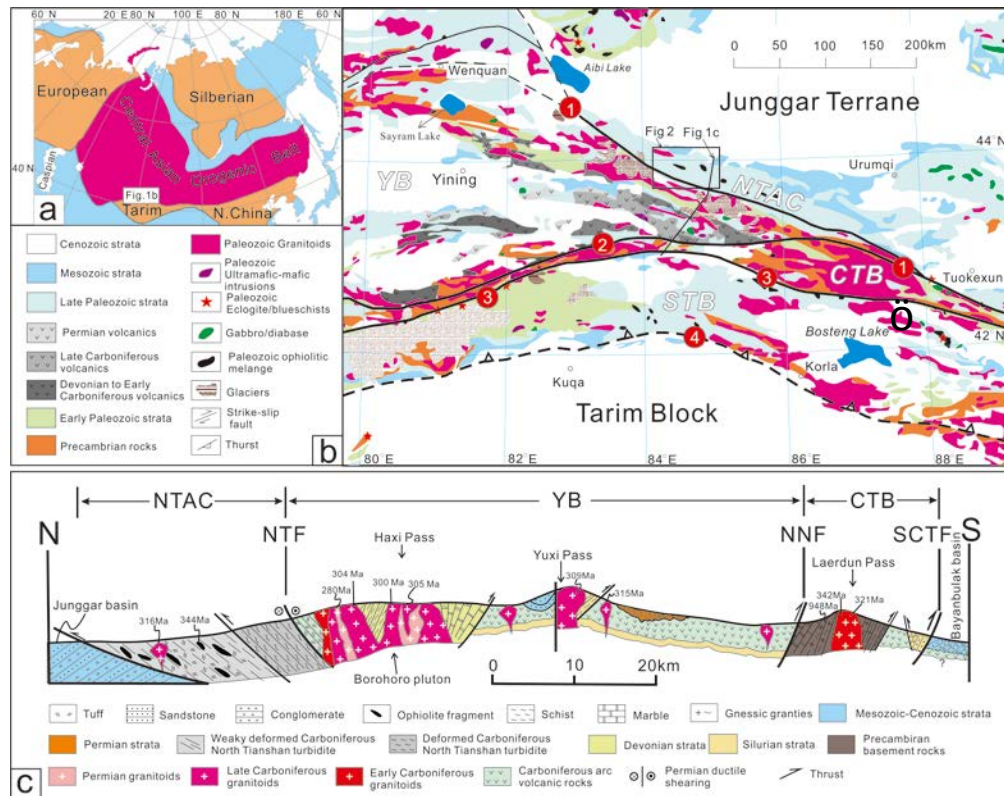 60 N
20 E
60 E
100 E
140 E
180 E
60 N
European
Silberian
Central Asian Orogenic Belt
40 N
Caspian
Fig.1b
Tarim
N.China
a
Cenozoic strata
Paleozoic Granitoids
Mesozoic strata
Paleozoic
Ultramafic-mafic
intrusions
Late Paleozoic strata
Paleozoic
Eclogite/blueschists
Permian volcanics
Gabbro/diabase
Late Carboniferous
volcanics
Paleozoic ophiolitic
melange
Devonian to Early
Carboniferous volcanics
Glaciers
Early Paleozoic strata
Strike-slip
fault
Precambrian rocks
Thurst
b
Wenquan
Aibi Lake
0 50 100 150 200km
Junggar Terrane
1
Sayram Lake
Fig 2
Fig 1c
44 N
Urumqi
YB
Yining
NTAC
2
3
CTB
1
3
Tuokexun
STB
Ö
42 N
Bosteng Lake
4
Korla
Kuqa
Tarim Block
80 E
82 E
84 E
86 E
88 E
NTAC
YB
CTB
N
NTF
NNF
SCTF
S
Haxi Pass
Yuxi Pass
Laerdun Pass
Bayanbulak basin
Junggar basin
316Ma
344Ma
280Ma
304 Ma
300 Ma
305 Ma
309Ma
315Ma
948Ma
342Ma
321Ma
?
Borohoro pluton
0 10 20km
Tuff
Sandstone
Conglomerate
Ophiolite fragment
Schist
Marble
Gnessic granties
Mesozoic-Cenozoic strata
Permian strata
Weaky deformed Carboniferous
North Tianshan turbidite
Deformed Carboniferous
North Tianshan turbidite
Devonian strata
Silurian strata
Precambiran
basement rocks
Permian granitoids
Late Carboniferous
granitoids
Early Carboniferous
granitoids
Carboniferous arc
volcanic rocks
Permian ductile
shearing
Thrust
c